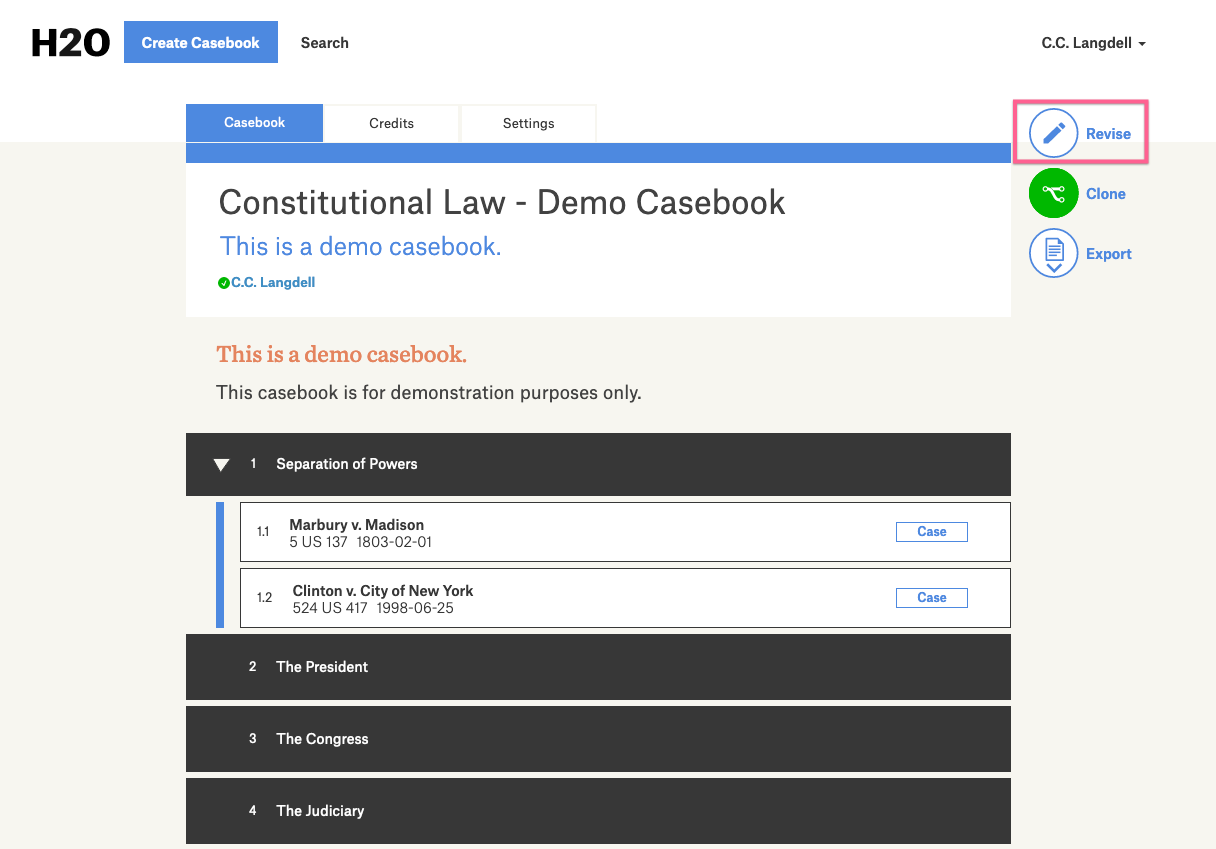 H2O Create Casebook Search C.C. Langdell
Casebook Credits Settings
Revise
Clone
Export
Constitutional Law - Demo Casebook
This is a demo casebook.
C.C. Langdell
This is a demo casebook.
This casebook is for demonstration purposes only.
1 Separation of Powers
1.1 Marbury v. Madison
5 US 137 1803-02-01
Case
1.2 Clinton v. City of New York
524 US 417 1998-06-25
Case
2 The President
3 The Congress
4 The Judiciary